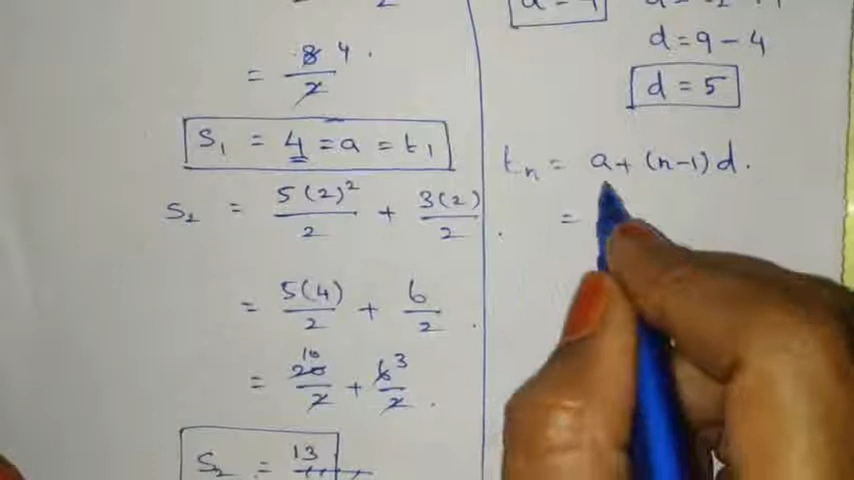 = 8 4 / 2
S₁ = 4 = a = t₁
S₂ = 5(2)²/2 + 3(2)/2
= 5(4)/2 + 6/2
= 20 10 / 2 + 6 3 / 2
S₂ = 13
d = 9 - 4
d = 5
tₙ = a + (n-1) d.
=